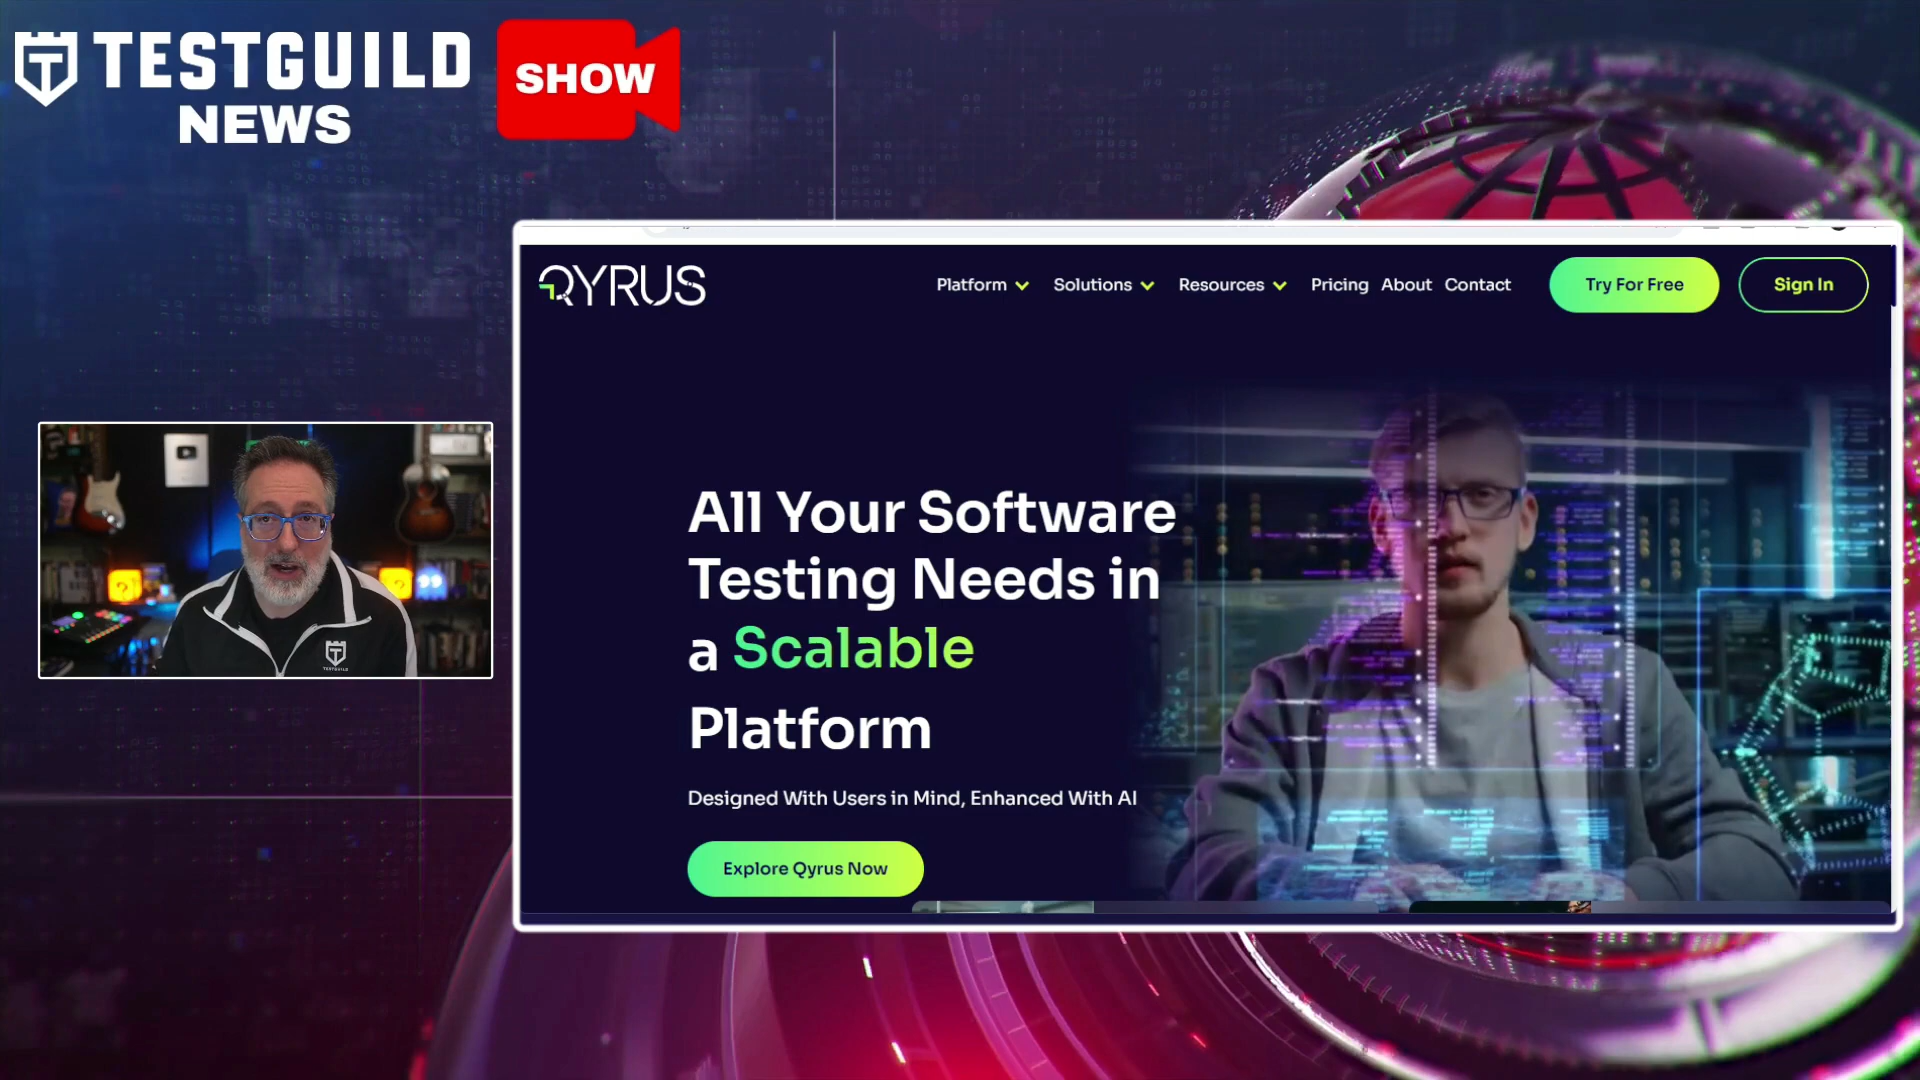 TESTGUILD
NEWS
SHOW
QYRUS
Platform
Solutions
Resources
Pricing
About
Contact
Try For Free
Sign In
All Your Software
Testing Needs in
a Scalable
Platform
Designed With Users in Mind, Enhanced With AI
Explore Qyrus Now
TESTGUILD